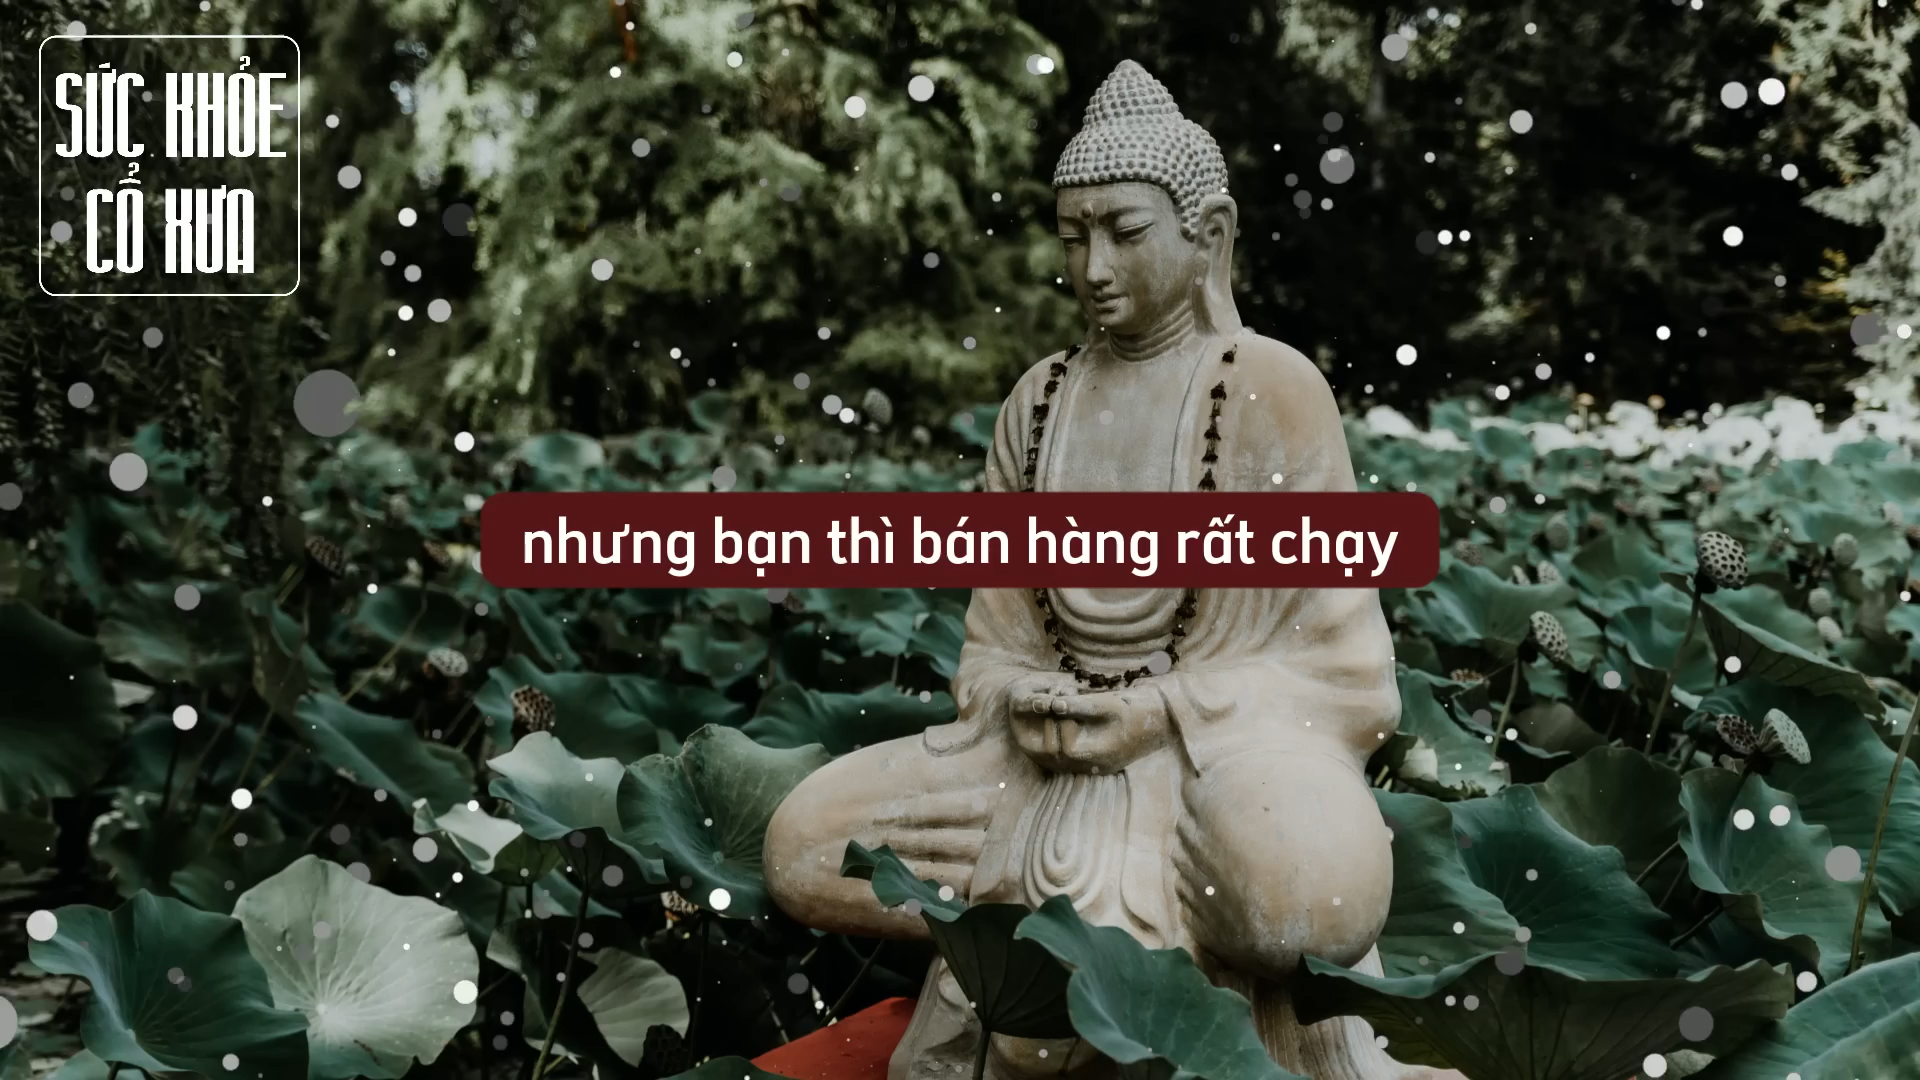 SỨC KHỎE
CỔ XƯA
nhưng bạn thì bán hàng rất chạy